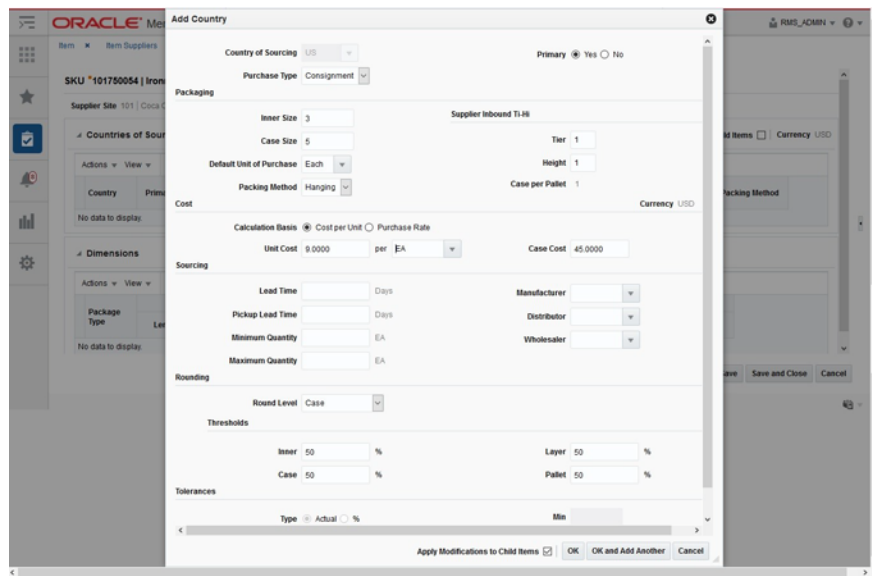 ORACLE Mer
RMS_ADMIN
Item Item Suppliers
SKU *101750054 | Iron
Supplier Site 101 | Coca C
Countries of Sour
Child Items Currency USD
Actions View
Country Prima
Packing Method
No data to display.
Dimensions
Actions View
Package Type
Len
No data to display.
Save Save and Close Cancel
Add Country
Country of Sourcing US
Primary Yes No
Purchase Type Consignment
Packaging
Inner Size 3
Supplier Inbound Ti-Hi
Case Size 5
Tier 1
Default Unit of Purchase Each
Height 1
Packing Method Hanging
Case per Pallet 1
Cost
Currency USD
Calculation Basis Cost per Unit Purchase Rate
Unit Cost 9.0000 per EA
Case Cost 45.0000
Sourcing
Lead Time Days
Manufacturer
Pickup Lead Time Days
Distributor
Minimum Quantity EA
Wholesaler
Maximum Quantity EA
Rounding
Round Level Case
Thresholds
Inner 50 %
Layer 50 %
Case 50 %
Pallet 50 %
Tolerances
Type Actual %
Min
Apply Modifications to Child Items OK OK and Add Another Cancel